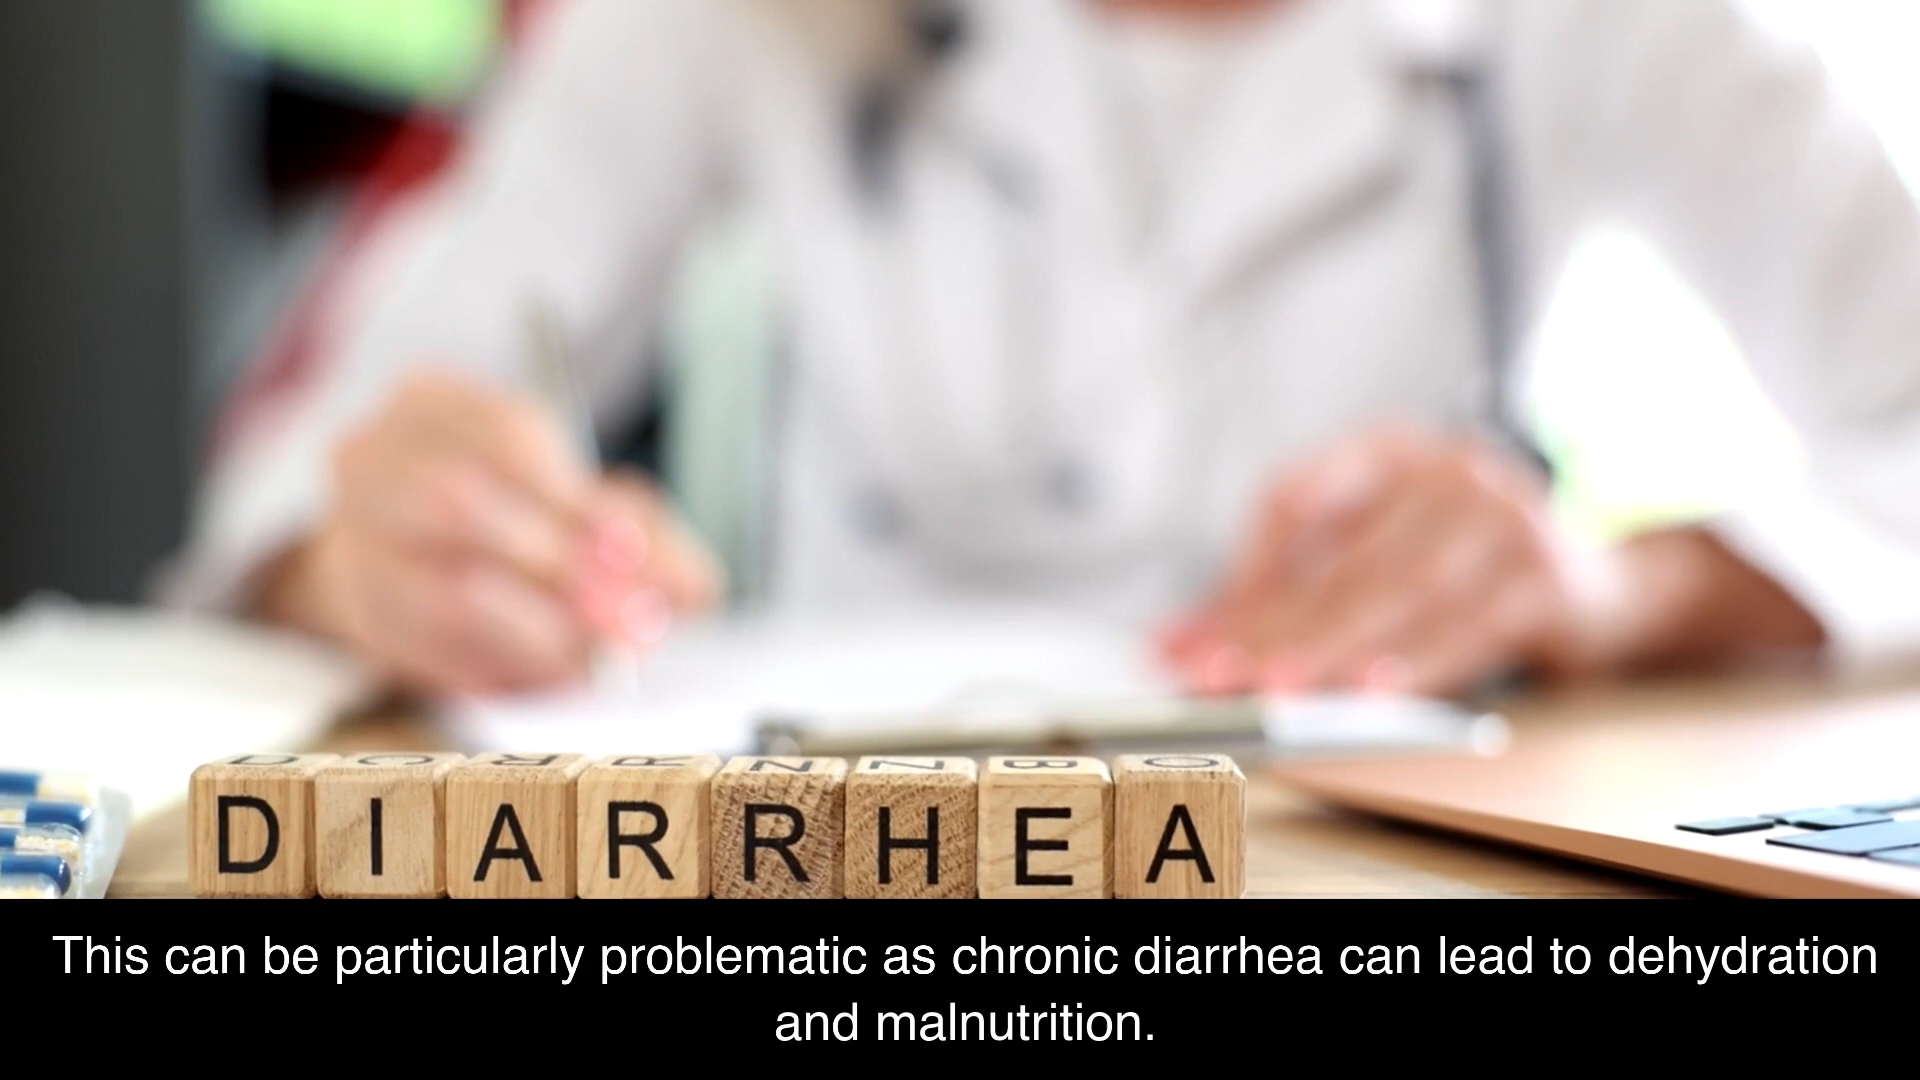 D C R R Z Z B O
DIARRHEA
This can be particularly problematic as chronic diarrhea can lead to dehydration
and malnutrition.